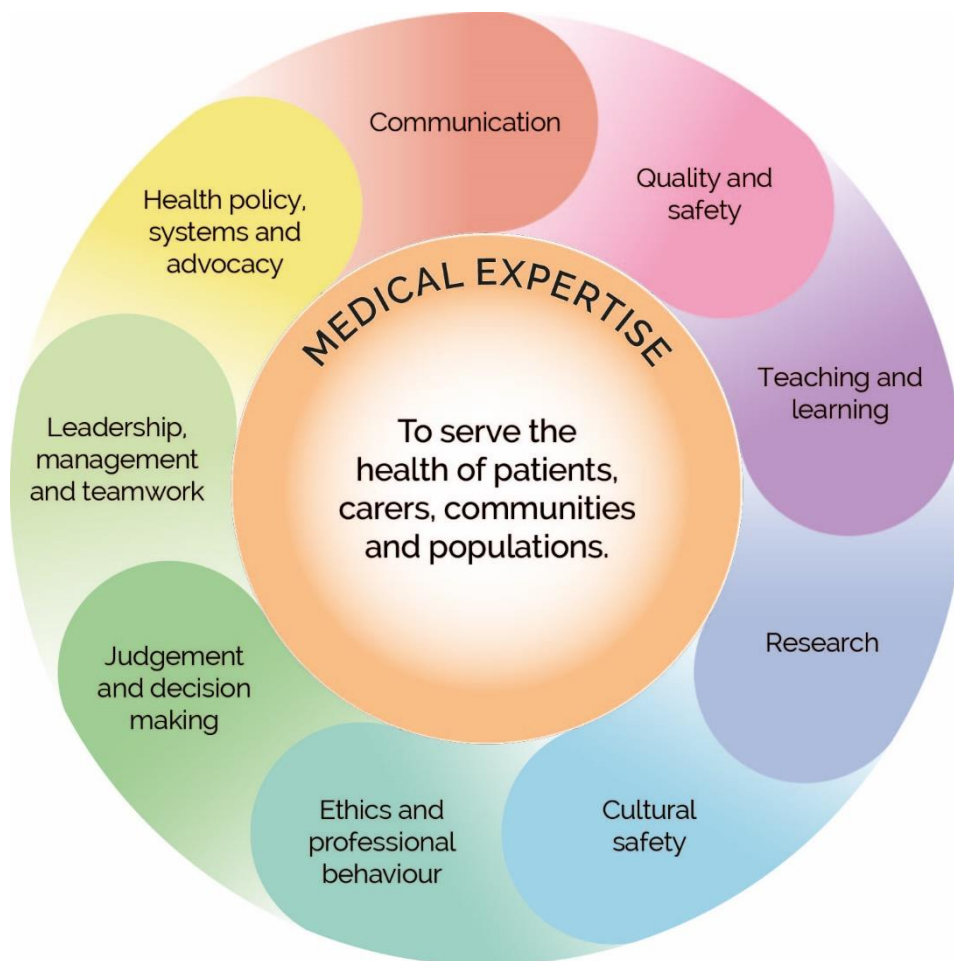 Communication
Quality and
safety
Teaching and
learning
Research
Cultural
safety
Ethics and
professional
behaviour
Judgement
and decision
making
Leadership,
management
and teamwork
Health policy,
systems and
advocacy
MEDICAL EXPERTISE
To serve the
health of patients,
carers, communities
and populations.